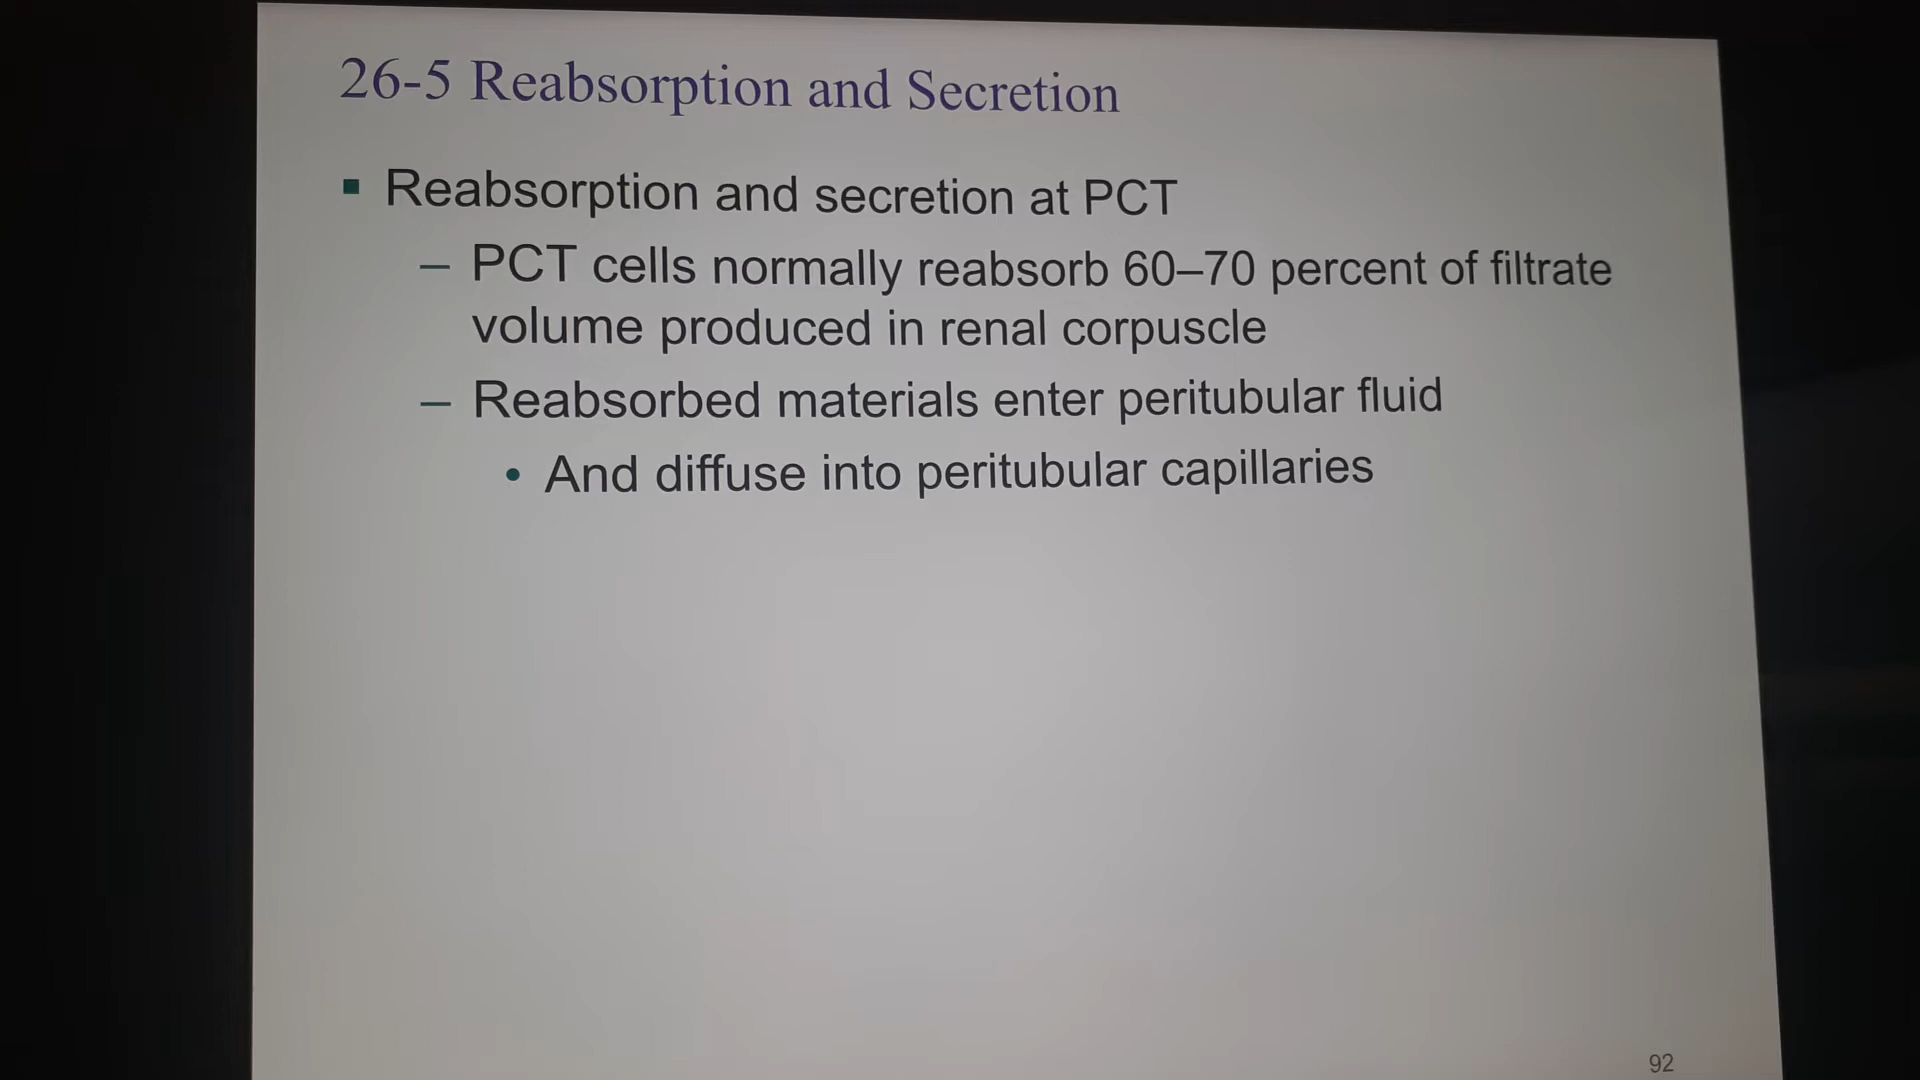 26-5 Reabsorption and Secretion
▪ Reabsorption and secretion at PCT
– PCT cells normally reabsorb 60–70 percent of filtrate
volume produced in renal corpuscle
– Reabsorbed materials enter peritubular fluid
• And diffuse into peritubular capillaries
92